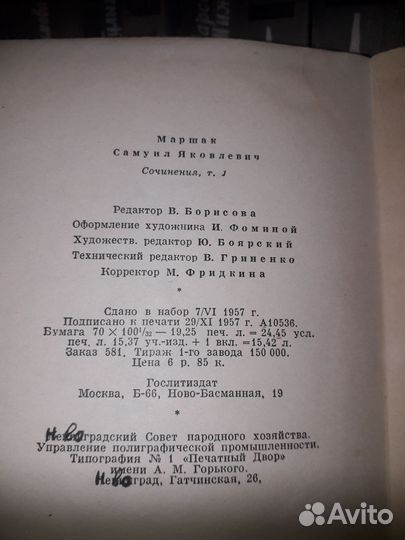 Маршак
Самуил Яковлевич
Сочинения, т. 1
Редактор В. Борисова
Оформление художника И. Фоминой
Художеств. редактор Ю. Боярский
Технический редактор В. Гриненко
Корректор М. Фридкина
*
Сдано в набор 7/VI 1957 г.
Подписано к печати 29/XI 1957 г. А10536.
Бумага 70 × 100¹/₃₂ — 19,25 печ. л. = 24,45 усл.
печ. л. 15,37 уч.-изд. + 1 вкл. = 15,42 л.
Заказ 581. Тираж 1-го завода 150 000.
Цена 6 р. 85 к.
Гослитиздат
Москва, Б-66, Ново-Басманная, 19
*
Ленинградский Совет народного хозяйства.
Управление полиграфической промышленности.
Типография № 1 «Печатный Двор»
имени А. М. Горького.
Ленинград, Гатчинская, 26,
Avito